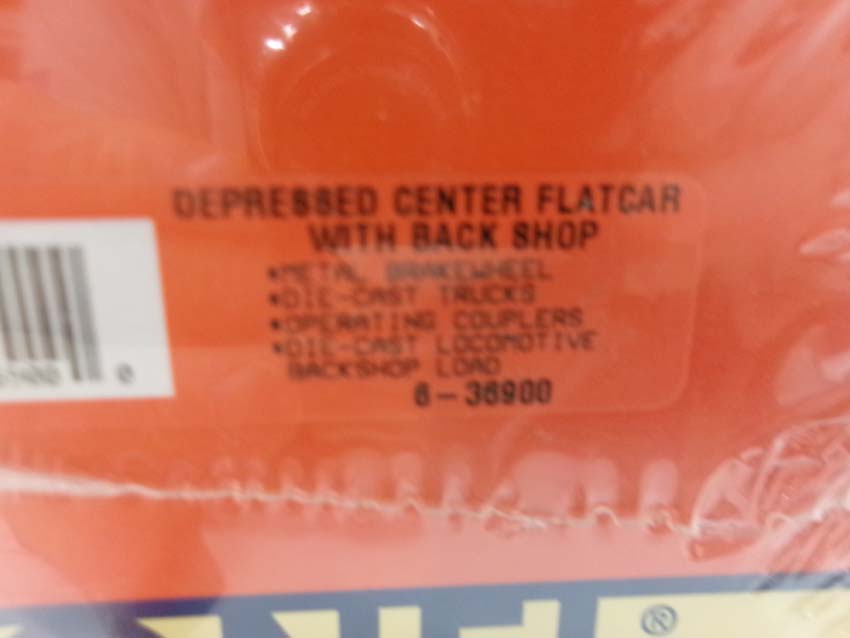 DEPRESSED CENTER FLATCAR
WITH BACK SHOP
*METAL BRAKEWHEEL
*DIE-CAST TRUCKS
*OPERATING COUPLERS
*DIE-CAST LOCOMOTIVE
BACKSHOP LOAD
6-36900
0
®